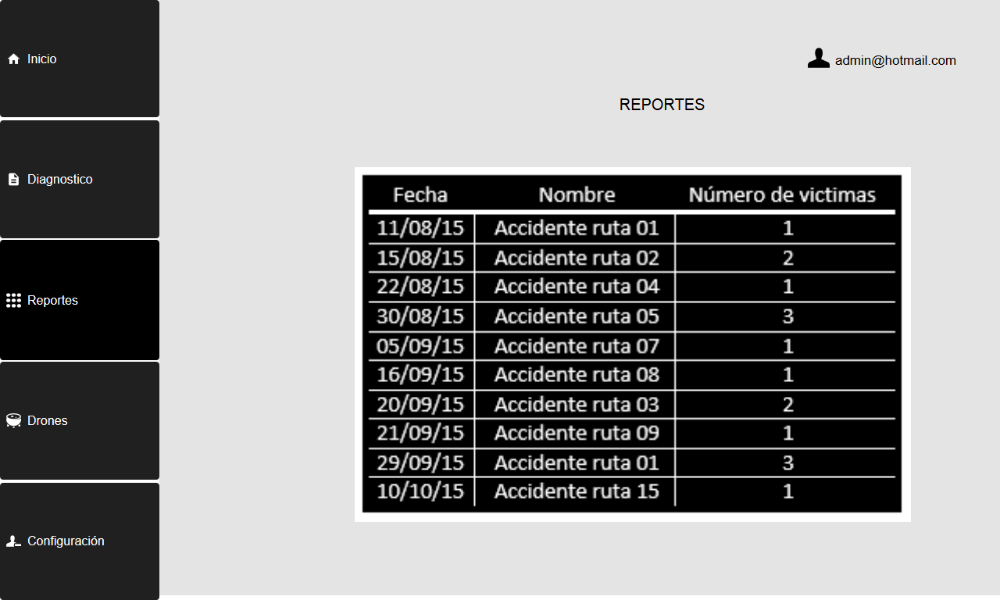 Inicio
Diagnostico
Reportes
Drones
Configuración
admin@hotmail.com
REPORTES
Fecha Nombre Número de victimas
11/08/15 Accidente ruta 01 1
15/08/15 Accidente ruta 02 2
22/08/15 Accidente ruta 04 1
30/08/15 Accidente ruta 05 3
05/09/15 Accidente ruta 07 1
16/09/15 Accidente ruta 08 1
20/09/15 Accidente ruta 03 2
21/09/15 Accidente ruta 09 1
29/09/15 Accidente ruta 01 3
10/10/15 Accidente ruta 15 1